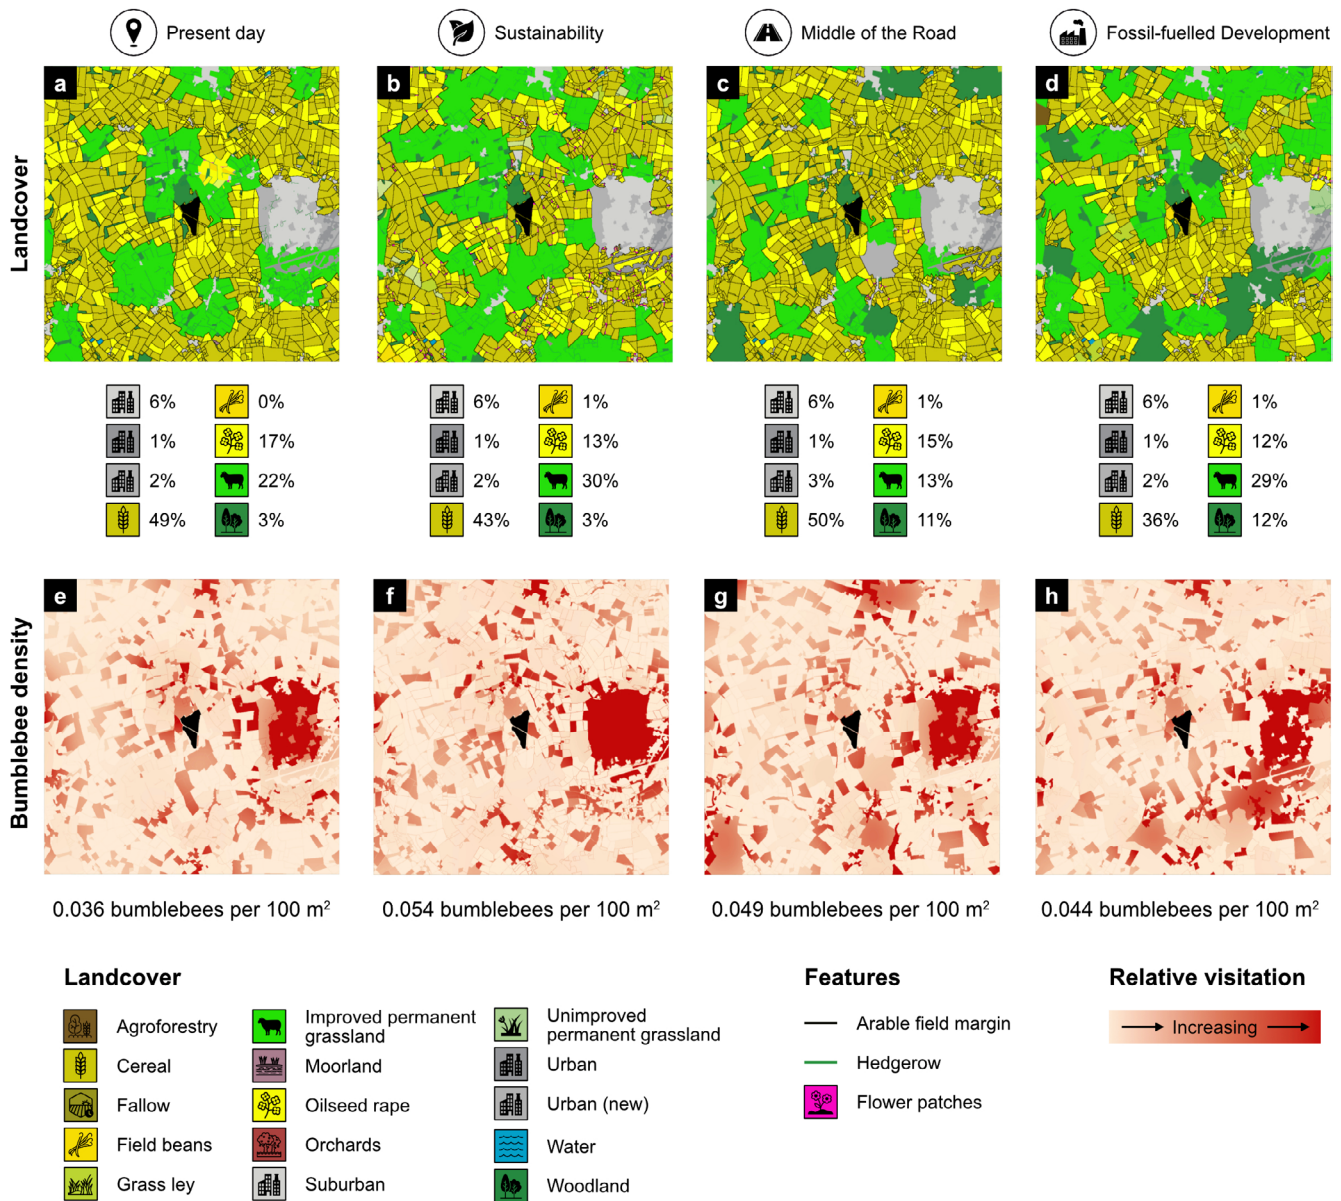 Present day
Sustainability
Middle of the Road
Fossil-fuelled Development
Landcover
a
b
c
d
6% 0%
1% 17%
2% 22%
49% 3%
6% 1%
1% 13%
2% 30%
43% 3%
6% 1%
1% 15%
3% 13%
50% 11%
6% 1%
1% 12%
2% 29%
36% 12%
Bumblebee density
e
f
g
h
0.036 bumblebees per 100 m²
0.054 bumblebees per 100 m²
0.049 bumblebees per 100 m²
0.044 bumblebees per 100 m²
Landcover
Agroforestry
Cereal
Fallow
Field beans
Grass ley
Improved permanent
grassland
Moorland
Oilseed rape
Orchards
Suburban
Unimproved
permanent grassland
Urban
Urban (new)
Water
Woodland
Features
Arable field margin
Hedgerow
Flower patches
Relative visitation
Increasing